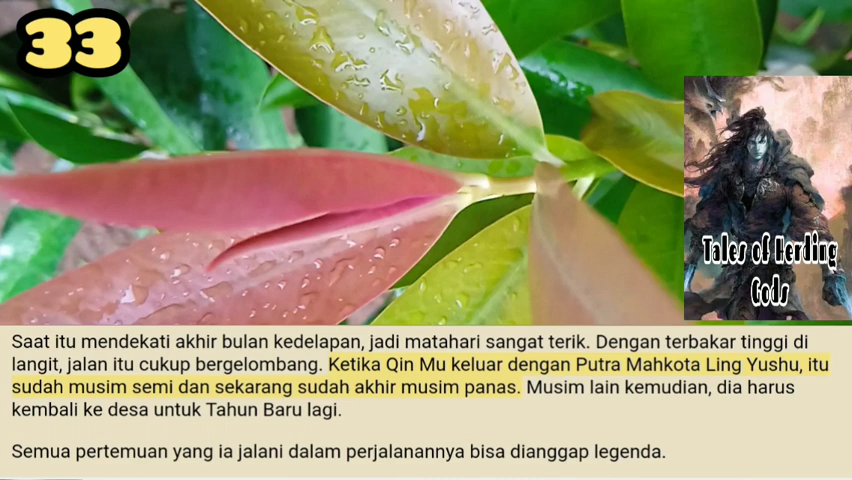 33
Tales of Herding
Gods
Saat itu mendekati akhir bulan kedelapan, jadi matahari sangat terik. Dengan terbakar tinggi di
langit, jalan itu cukup bergelombang. Ketika Qin Mu keluar dengan Putra Mahkota Ling Yushu, itu
sudah musim semi dan sekarang sudah akhir musim panas. Musim lain kemudian, dia harus
kembali ke desa untuk Tahun Baru lagi.
Semua pertemuan yang ia jalani dalam perjalanannya bisa dianggap legenda.